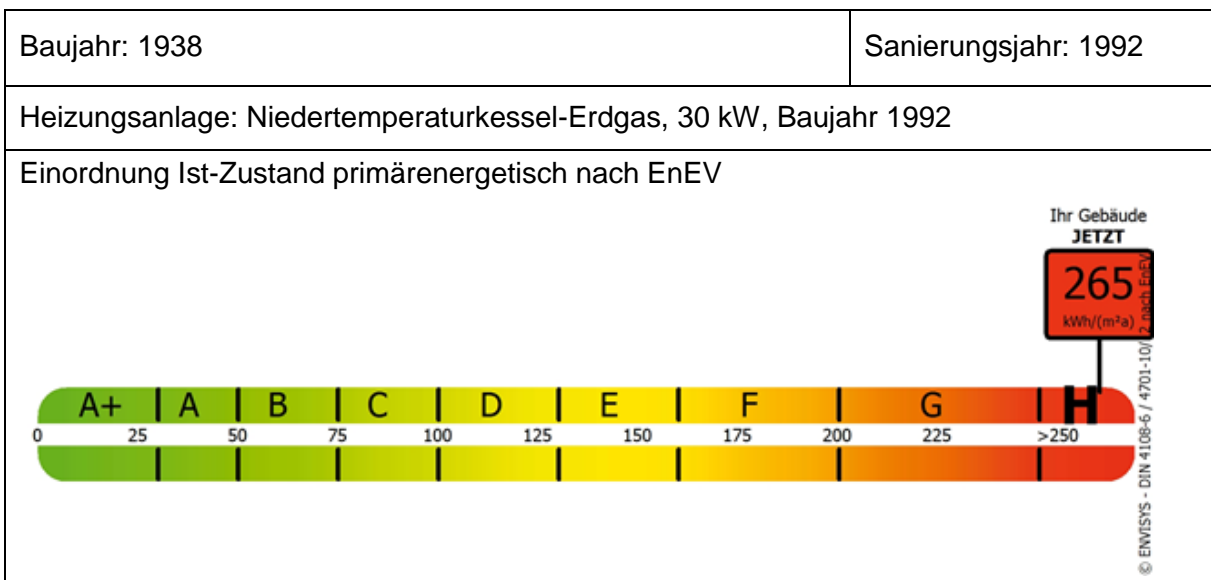 Baujahr: 1938
Sanierungsjahr: 1992
Heizungsanlage: Niedertemperaturkessel-Erdgas, 30 kW, Baujahr 1992
Einordnung Ist-Zustand primärenergetisch nach EnEV
Ihr Gebäude
JETZT
265
kWh/(m²a)
A+ A B C D E F G H
0 25 50 75 100 125 150 175 200 225 >250
© ENVISYS - DIN 4108-6 / 4701-10/12 nach EnEV